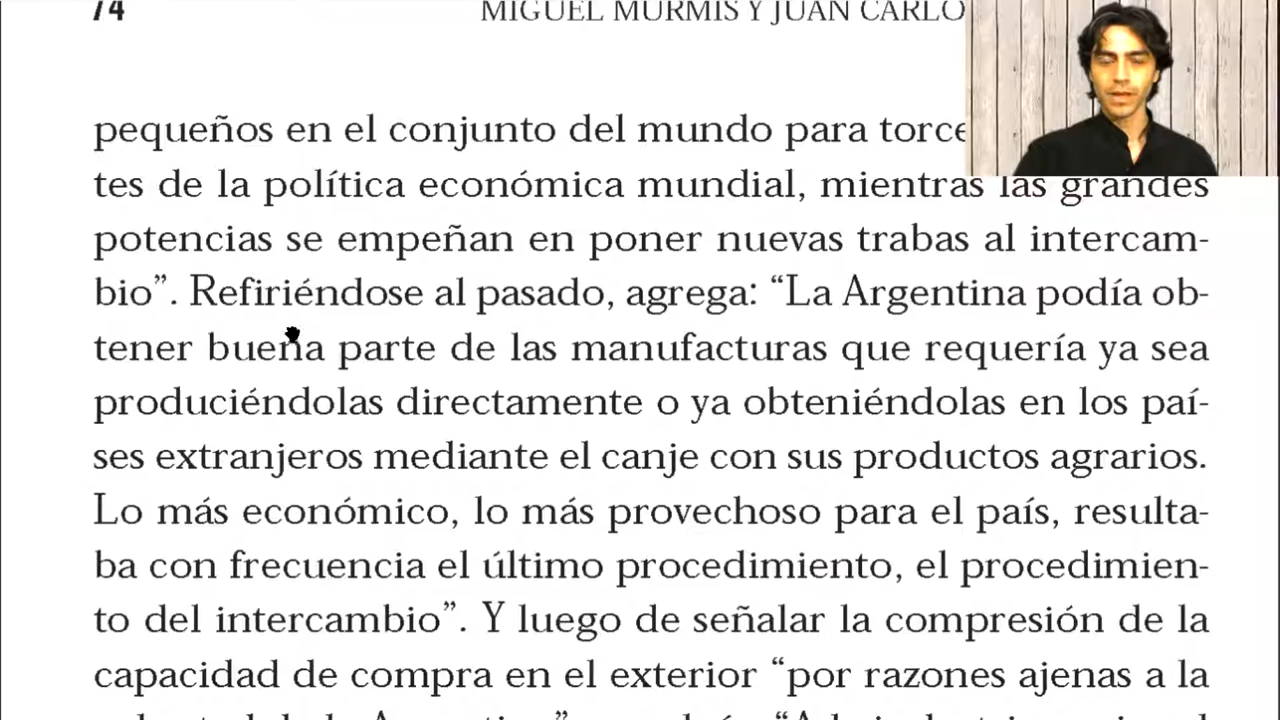 74 MIGUEL MURMIS Y JUAN CARLO
pequeños en el conjunto del mundo para torce
tes de la política económica mundial, mientras las grandes
potencias se empeñan en poner nuevas trabas al intercam-
bio”. Refiriéndose al pasado, agrega: “La Argentina podía ob-
tener buena parte de las manufacturas que requería ya sea
produciéndolas directamente o ya obteniéndolas en los paí-
ses extranjeros mediante el canje con sus productos agrarios.
Lo más económico, lo más provechoso para el país, resulta-
ba con frecuencia el último procedimiento, el procedimien-
to del intercambio”. Y luego de señalar la compresión de la
capacidad de compra en el exterior “por razones ajenas a la